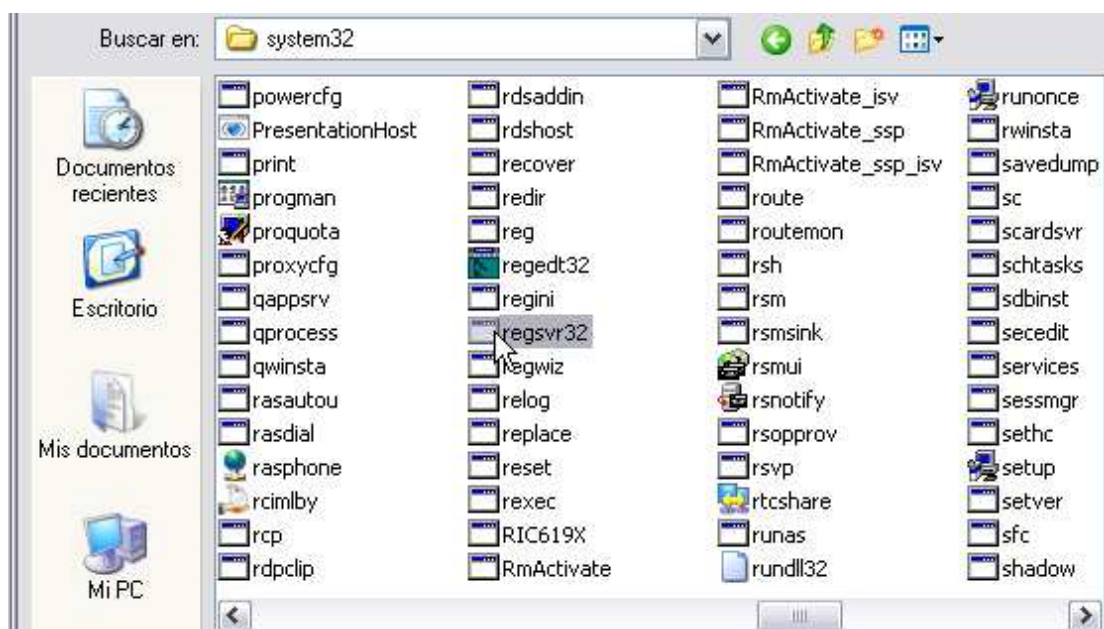 Buscar en:
system32
Documentos
recientes
Escritorio
Mis documentos
Mi PC
powercfg
PresentationHost
print
progman
proquota
proxycfg
qappsrv
qprocess
qwinsta
rasautou
rasdial
rasphone
rcimlby
rcp
rdpclip
rdsaddin
rdshost
recover
redir
reg
regedt32
regini
regsvr32
regwiz
relog
replace
reset
rexec
RIC619X
RmActivate
RmActivate_isv
RmActivate_ssp
RmActivate_ssp_isv
route
routemon
rsh
rsm
rsmsink
rsmui
rsnotify
rsopprov
rsvp
rtcshare
runas
rundll32
runonce
rwinsta
savedump
sc
scardsvr
schtasks
sdbinst
secedit
services
sessmgr
sethc
setup
setver
sfc
shadow